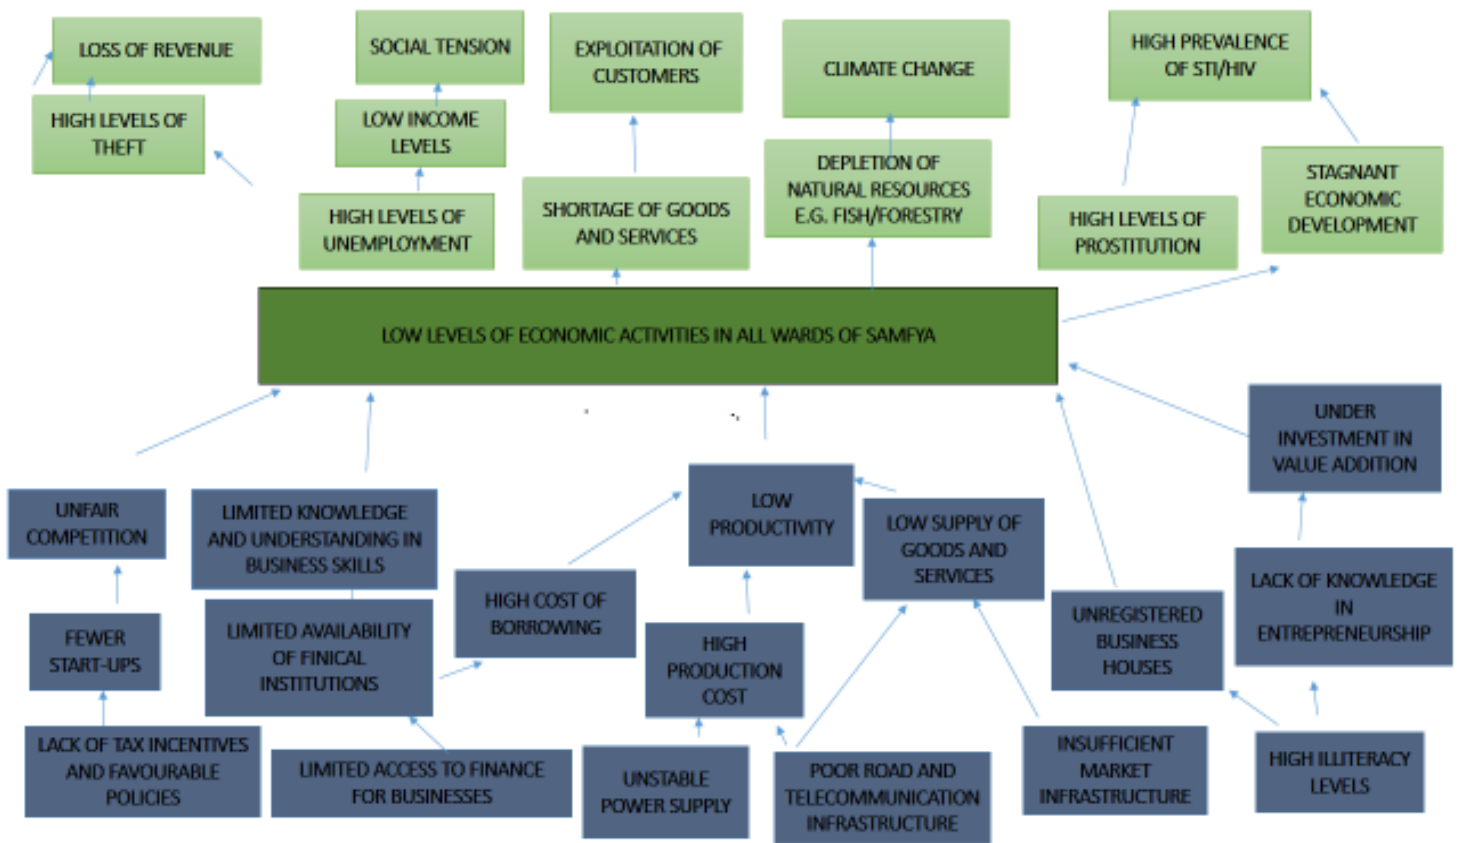 LOSS OF REVENUE
HIGH LEVELS OF
THEFT
SOCIAL TENSION
LOW INCOME
LEVELS
HIGH LEVELS OF
UNEMPLOYMENT
EXPLOITATION OF
CUSTOMERS
SHORTAGE OF GOODS
AND SERVICES
CLIMATE CHANGE
DEPLETION OF
NATURAL RESOURCES
E.G. FISH/FORESTRY
HIGH PREVALENCE
OF STI/HIV
HIGH LEVELS OF
PROSTITUTION
STAGNANT
ECONOMIC
DEVELOPMENT
LOW LEVELS OF ECONOMIC ACTIVITIES IN ALL WARDS OF SAMFYA
UNFAIR
COMPETITION
FEWER
START-UPS
LACK OF TAX INCENTIVES
AND FAVOURABLE
POLICIES
LIMITED KNOWLEDGE
AND UNDERSTANDING IN
BUSINESS SKILLS
LIMITED AVAILABILITY
OF FINICAL
INSTITUTIONS
LIMITED ACCESS TO FINANCE
FOR BUSINESSES
HIGH COST OF
BORROWING
LOW
PRODUCTIVITY
HIGH
PRODUCTION
COST
UNSTABLE
POWER SUPPLY
LOW SUPPLY OF
GOODS AND
SERVICES
POOR ROAD AND
TELECOMMUNICATION
INFRASTRUCTURE
INSUFFICIENT
MARKET
INFRASTRUCTURE
UNREGISTERED
BUSINESS
HOUSES
UNDER
INVESTMENT IN
VALUE ADDITION
LACK OF KNOWLEDGE
IN
ENTREPRENEURSHIP
HIGH ILLITERACY
LEVELS